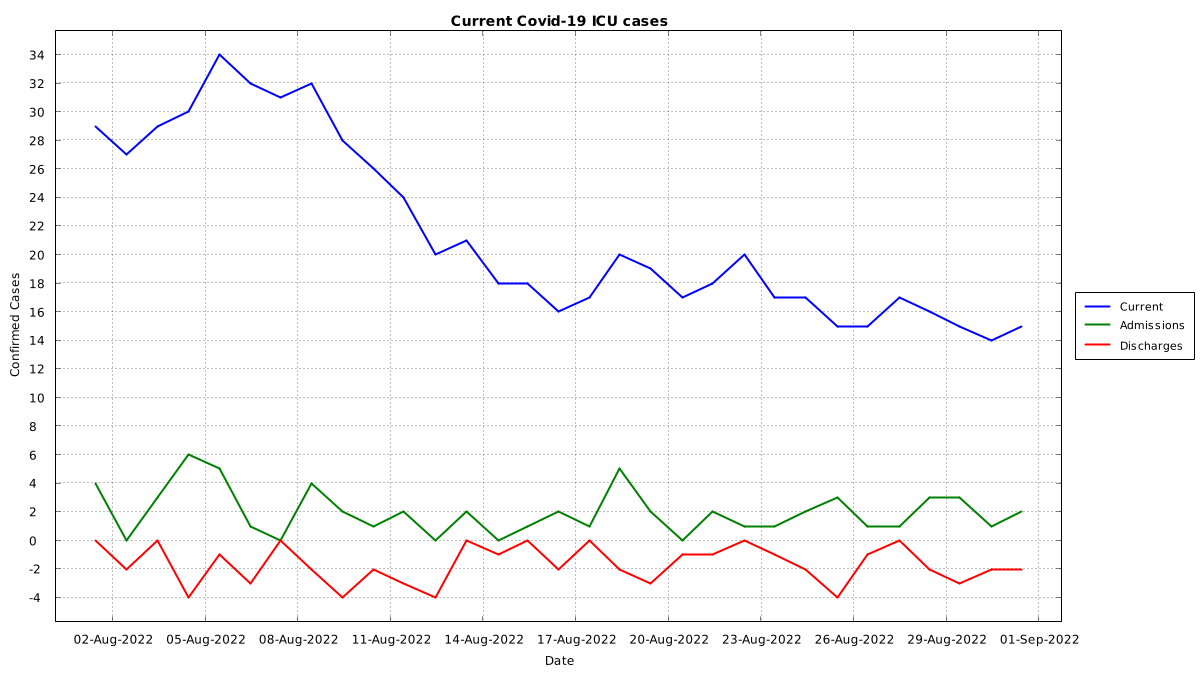 Current Covid-19 ICU cases
34
32
30
28
26
24
22
20
18
16
14
12
10
8
6
4
2
0
-2
-4
Confirmed Cases
02-Aug-2022 05-Aug-2022 08-Aug-2022 11-Aug-2022 14-Aug-2022 17-Aug-2022 20-Aug-2022 23-Aug-2022 26-Aug-2022 29-Aug-2022 01-Sep-2022
Date
Current
Admissions
Discharges